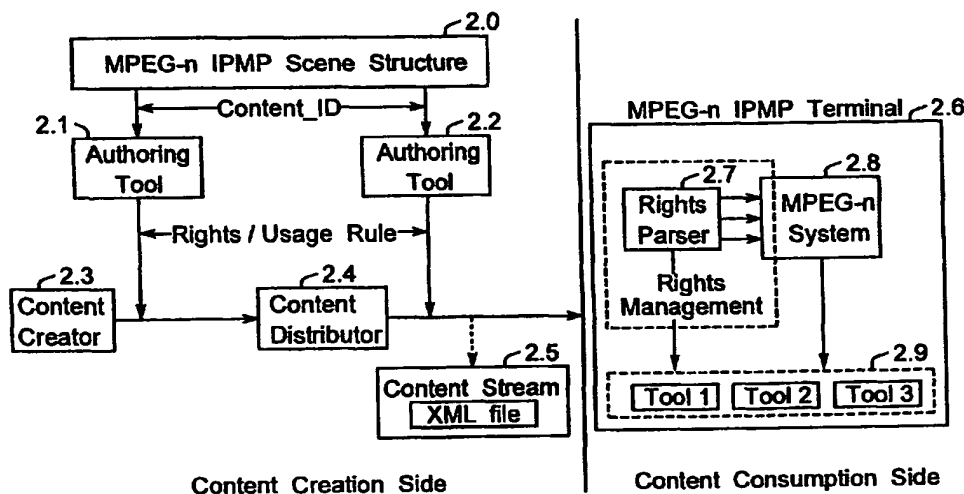 2.0
MPEG-n IPMP Scene Structure
Content_ID
2.1
Authoring
Tool
2.2
Authoring
Tool
Rights / Usage Rule
2.3
Content
Creator
2.4
Content
Distributor
2.5
Content Stream
XML file
Content Creation Side
MPEG-n IPMP Terminal
2.6
2.7
Rights
Parser
2.8
MPEG-n
System
Rights
Management
2.9
Tool 1
Tool 2
Tool 3
Content Consumption Side